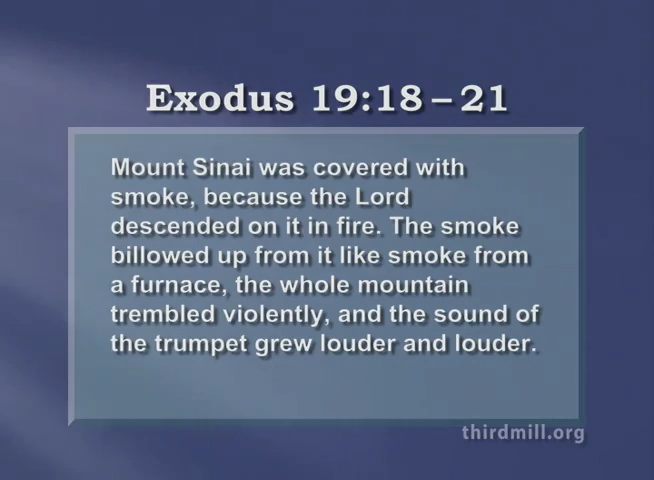 Exodus 19:18 – 21
Mount Sinai was covered with
smoke, because the Lord
descended on it in fire. The smoke
billowed up from it like smoke from
a furnace, the whole mountain
trembled violently, and the sound of
the trumpet grew louder and louder.
thirdmill.org